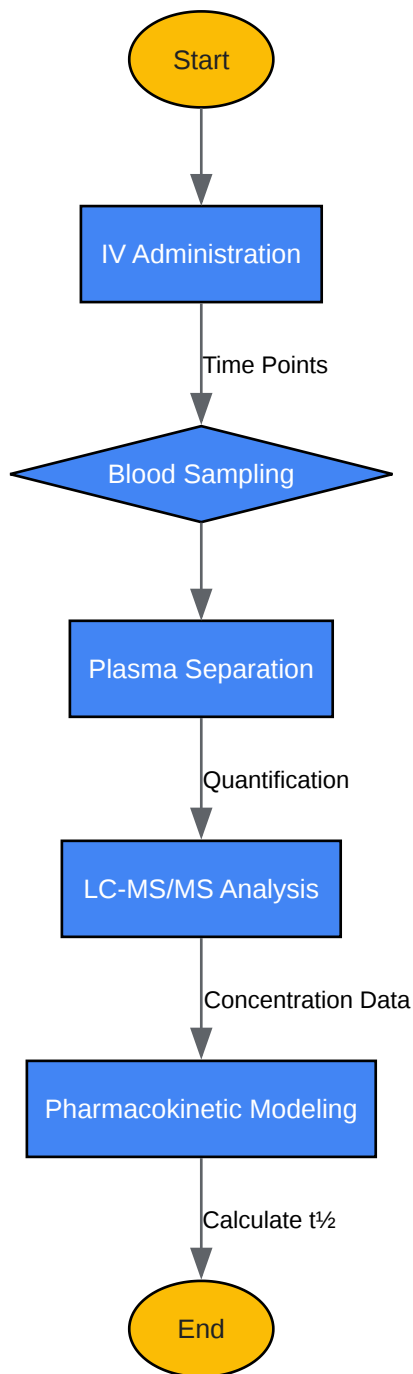 Start
IV Administration
Time Points
Blood Sampling
Plasma Separation
Quantification
LC-MS/MS Analysis
Concentration Data
Pharmacokinetic Modeling
Calculate t½
End